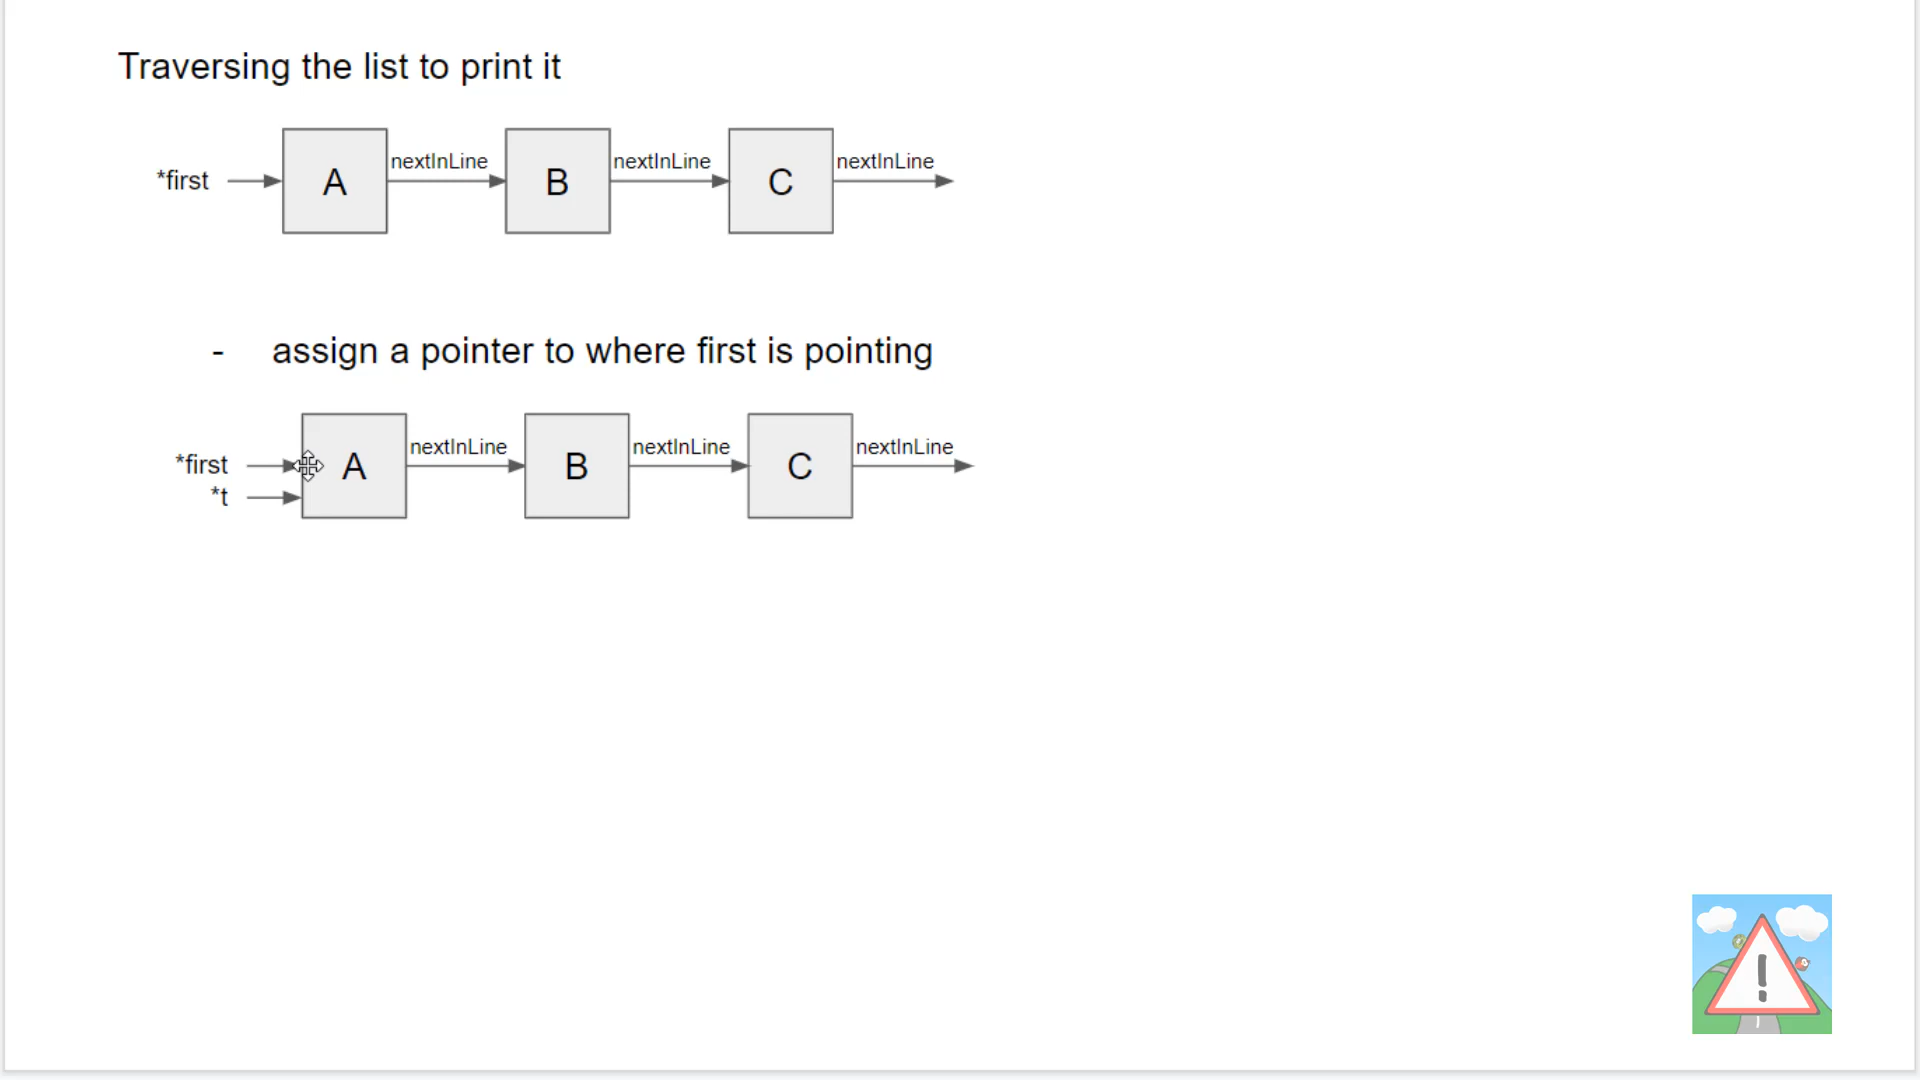 Traversing the list to print it
*first A nextInLine B nextInLine C nextInLine
- assign a pointer to where first is pointing
*first A nextInLine B nextInLine C nextInLine
*t
!